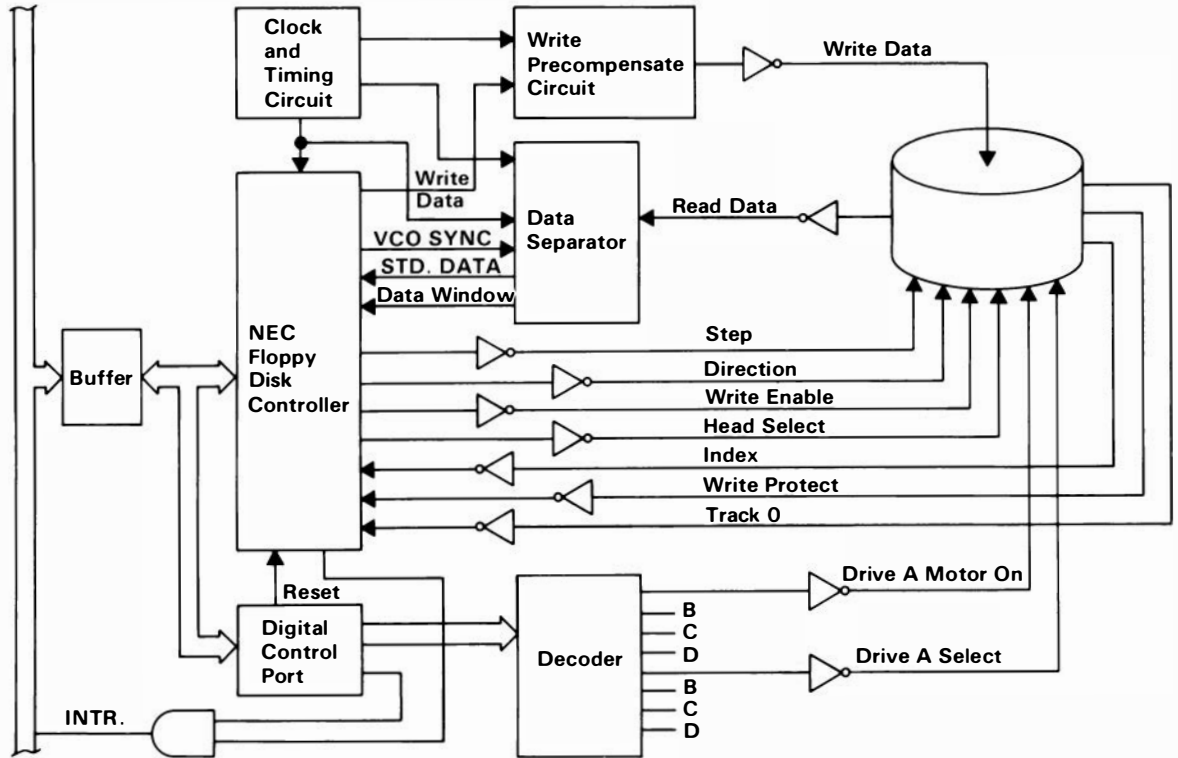 Clock
and
Timing
Circuit
Write
Precompensate
Circuit
Write Data
Write
Data
Data
Separator
Read Data
VCO SYNC
STD. DATA
Data Window
Buffer
NEC
Floppy
Disk
Controller
Step
Direction
Write Enable
Head Select
Index
Write Protect
Track 0
Reset
Digital
Control
Port
Decoder
Drive A Motor On
B
C
D
Drive A Select
B
C
D
INTR.